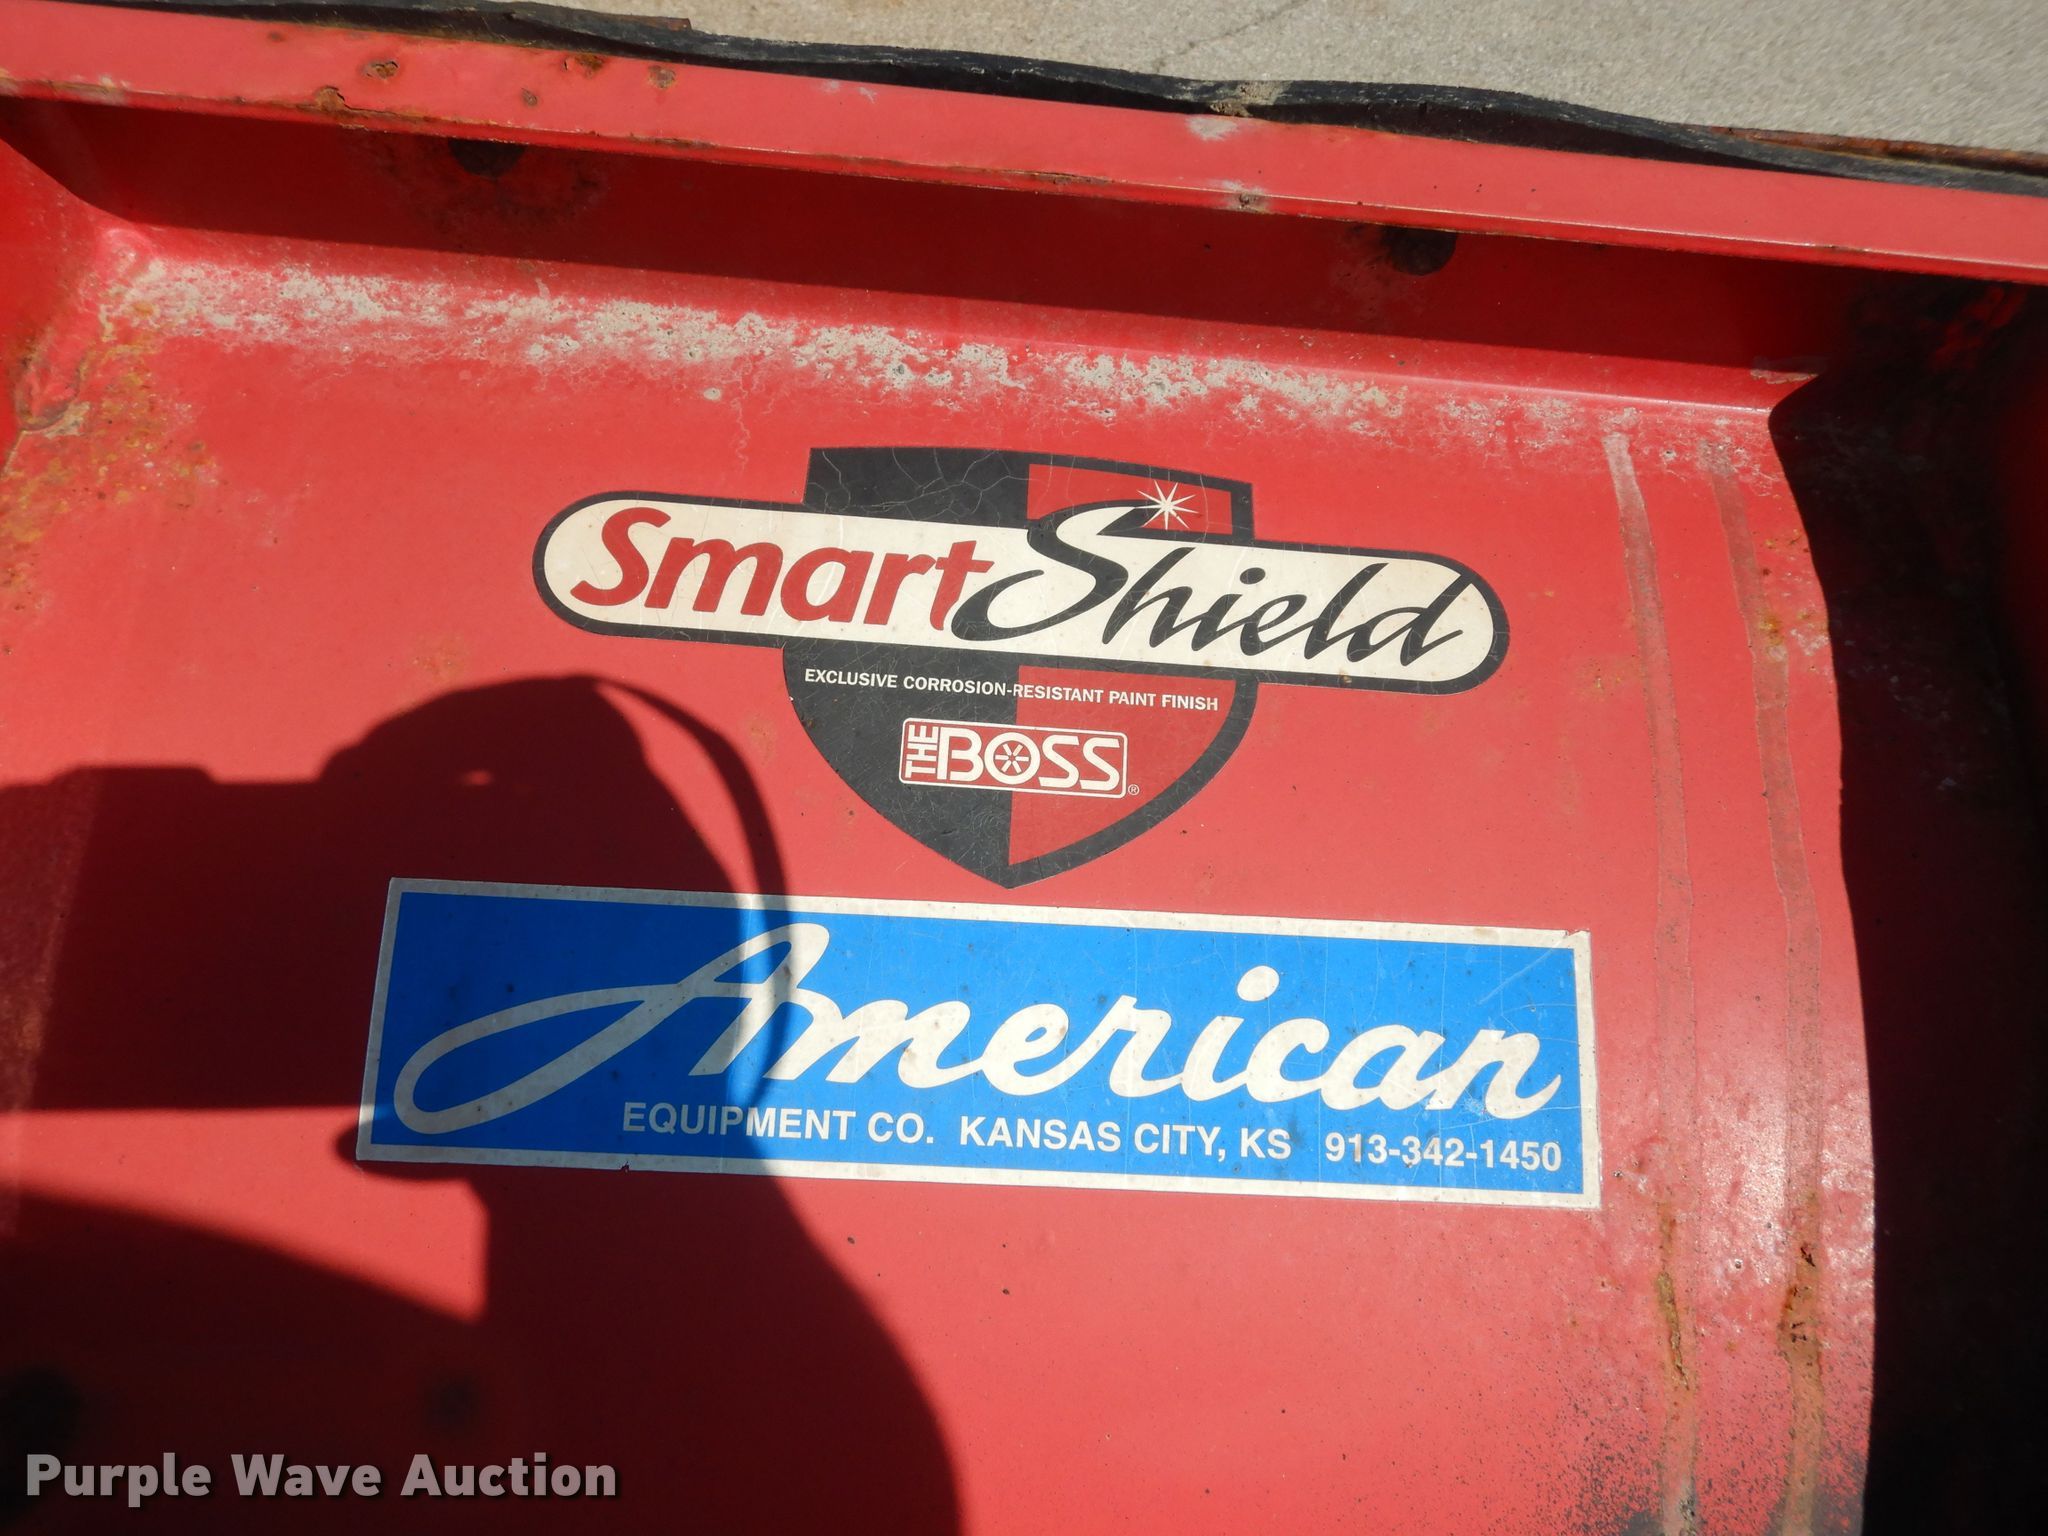 SmartShield
EXCLUSIVE CORROSION-RESISTANT PAINT FINISH
THE BOSS®
American
EQUIPMENT CO. KANSAS CITY, KS 913-342-1450
Purple Wave Auction